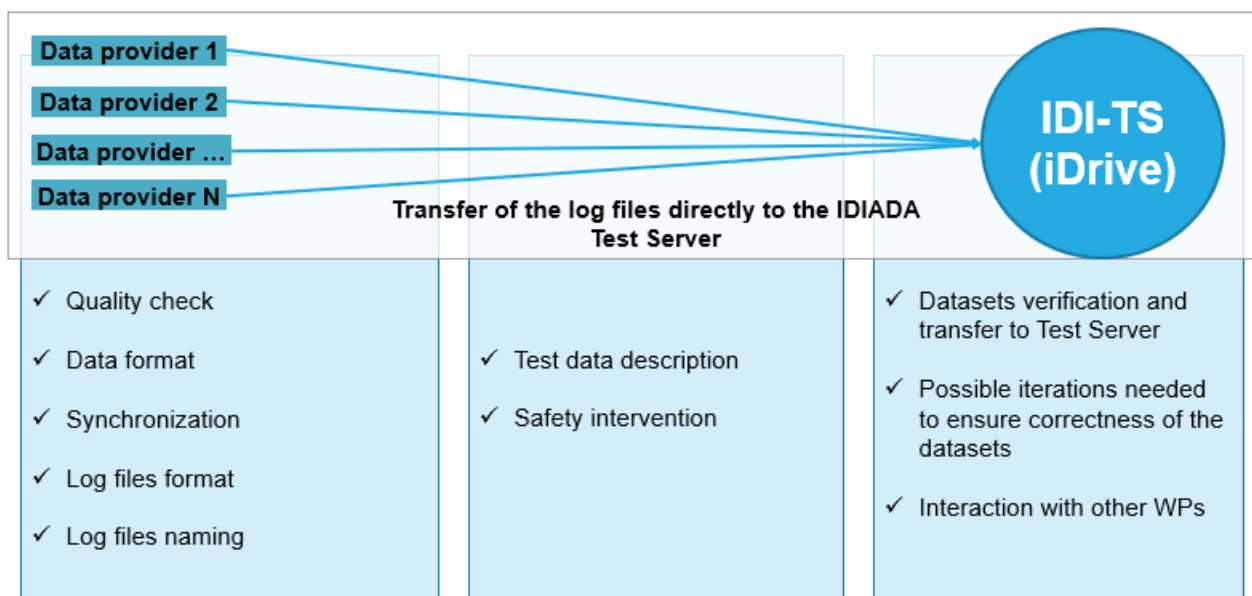 Data provider 1
Data provider 2
Data provider ...
Data provider N
IDI-TS
(iDrive)
Transfer of the log files directly to the IDIADA
Test Server
✓ Quality check
✓ Data format
✓ Synchronization
✓ Log files format
✓ Log files naming
✓ Test data description
✓ Safety intervention
✓ Datasets verification and
transfer to Test Server
✓ Possible iterations needed
to ensure correctness of the
datasets
✓ Interaction with other WPs